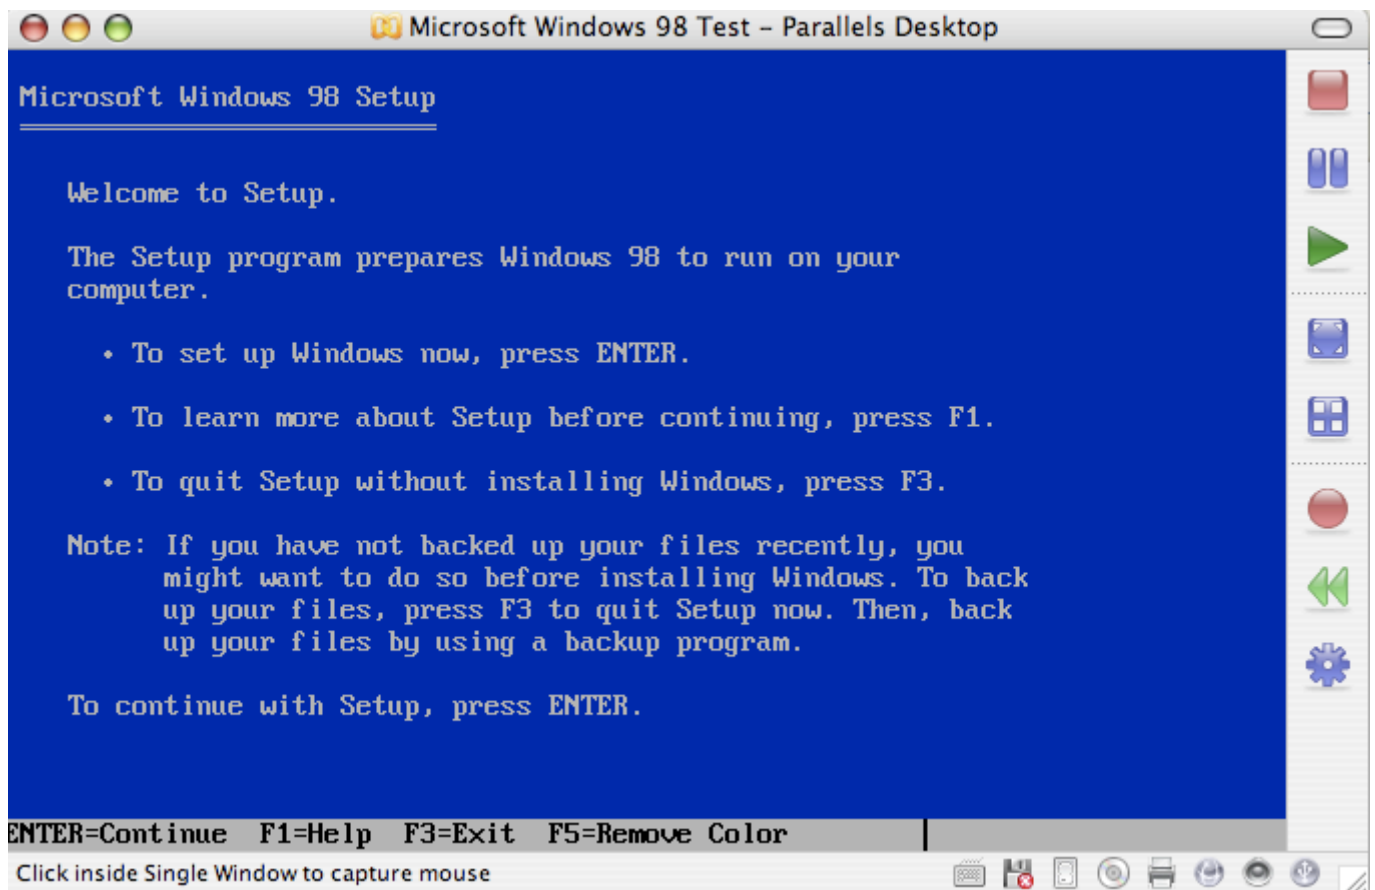 Microsoft Windows 98 Test – Parallels Desktop
Microsoft Windows 98 Setup
Welcome to Setup.
The Setup program prepares Windows 98 to run on your
computer.
• To set up Windows now, press ENTER.
• To learn more about Setup before continuing, press F1.
• To quit Setup without installing Windows, press F3.
Note: If you have not backed up your files recently, you
might want to do so before installing Windows. To back
up your files, press F3 to quit Setup now. Then, back
up your files by using a backup program.
To continue with Setup, press ENTER.
ENTER=Continue F1=Help F3=Exit F5=Remove Color
Click inside Single Window to capture mouse